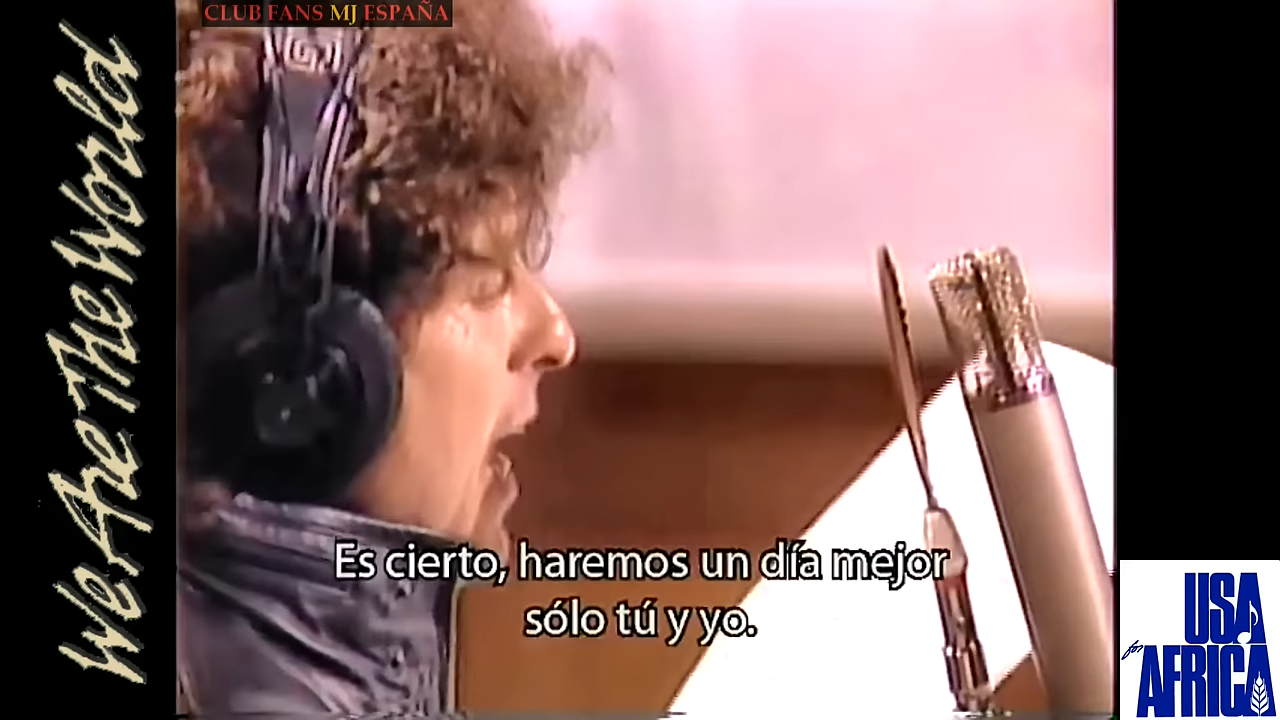 CLUB FANS MJ ESPAÑA
We Are The World
Es cierto, haremos un día mejor
sólo tú y yo.
USA
for
AFRICA